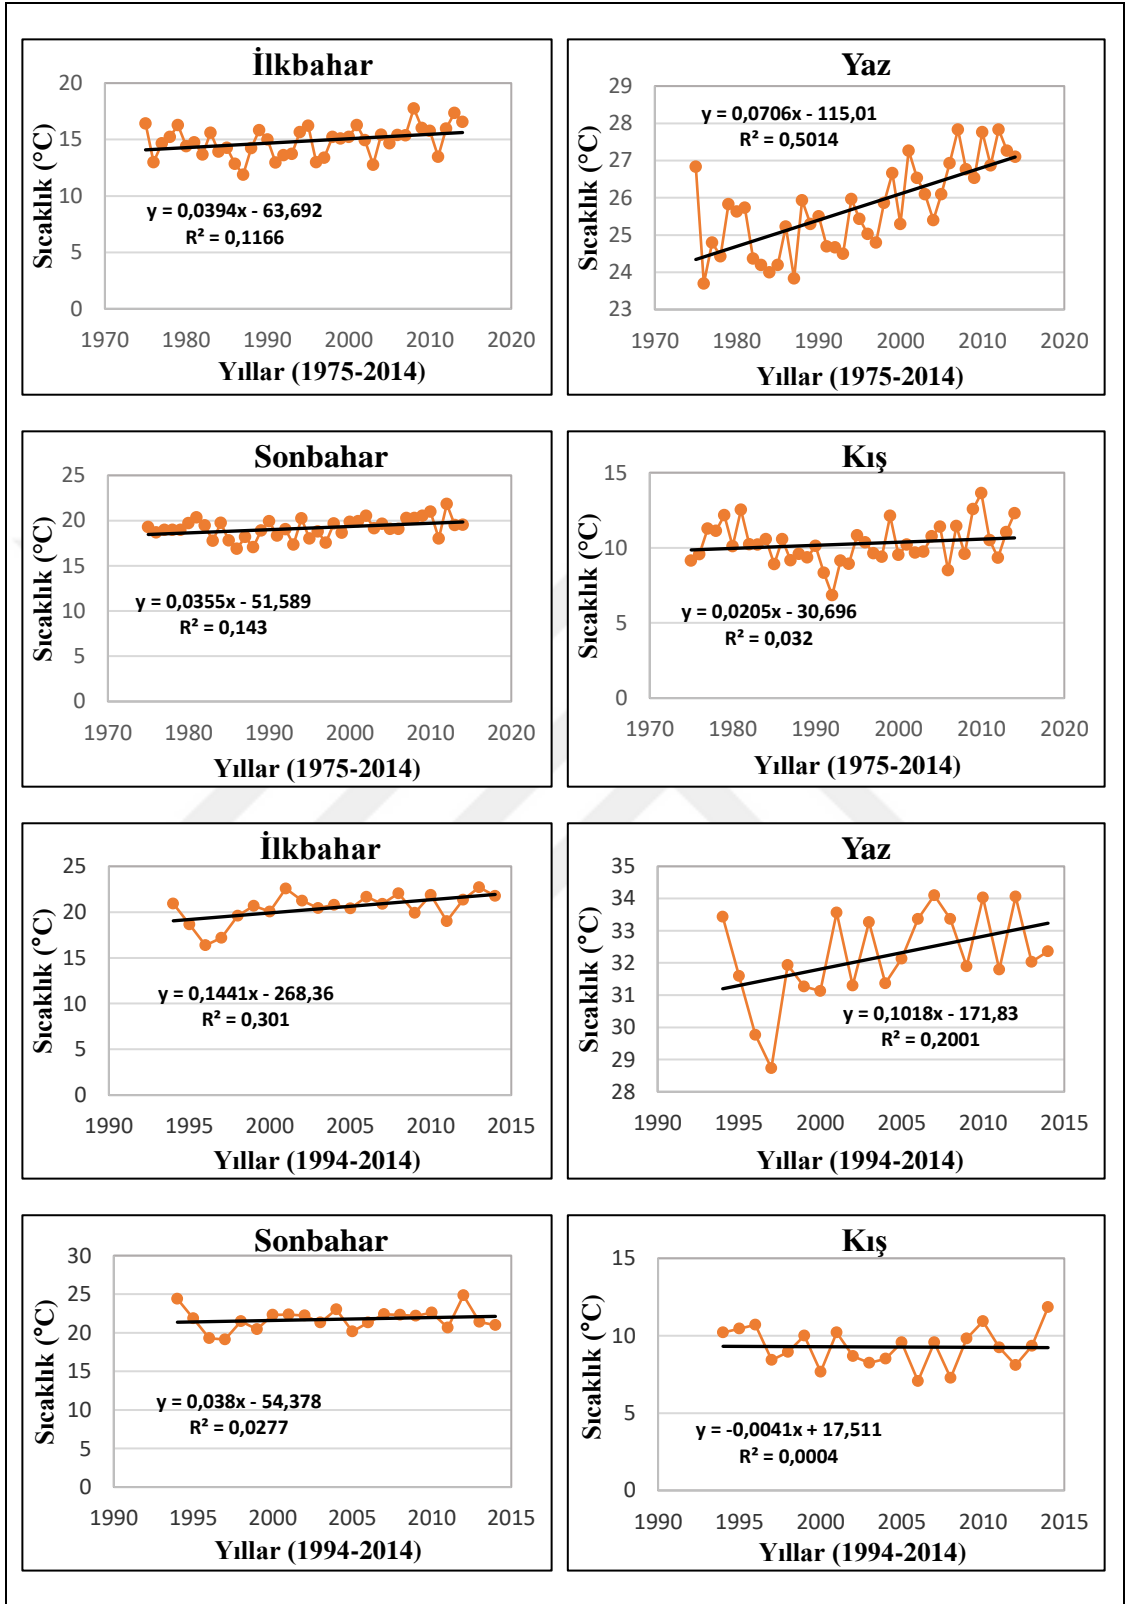 İlkbahar
Sıcaklık (°C)
20
15
10
5
0
y = 0,0394x - 63,692
R² = 0,1166
1970 1980 1990 2000 2010 2020
Yıllar (1975-2014)
Yaz
Sıcaklık (°C)
29
28
27
26
25
24
23
y = 0,0706x - 115,01
R² = 0,5014
1970 1980 1990 2000 2010 2020
Yıllar (1975-2014)
Sonbahar
Sıcaklık (°C)
25
20
15
10
5
0
y = 0,0355x - 51,589
R² = 0,143
1970 1980 1990 2000 2010 2020
Yıllar (1975-2014)
Kış
Sıcaklık (°C)
15
10
5
0
y = 0,0205x - 30,696
R² = 0,032
1970 1980 1990 2000 2010 2020
Yıllar (1975-2014)
İlkbahar
Sıcaklık (°C)
25
20
15
10
5
0
y = 0,1441x - 268,36
R² = 0,301
1990 1995 2000 2005 2010 2015
Yıllar (1994-2014)
Yaz
Sıcaklık (°C)
35
34
33
32
31
30
29
28
y = 0,1018x - 171,83
R² = 0,2001
1990 1995 2000 2005 2010 2015
Yıllar (1994-2014)
Sonbahar
Sıcaklık (°C)
30
25
20
15
10
5
0
y = 0,038x - 54,378
R² = 0,0277
1990 1995 2000 2005 2010 2015
Yıllar (1994-2014)
Kış
Sıcaklık (°C)
15
10
5
0
y = -0,0041x + 17,511
R² = 0,0004
1990 1995 2000 2005 2010 2015
Yıllar (1994-2014)